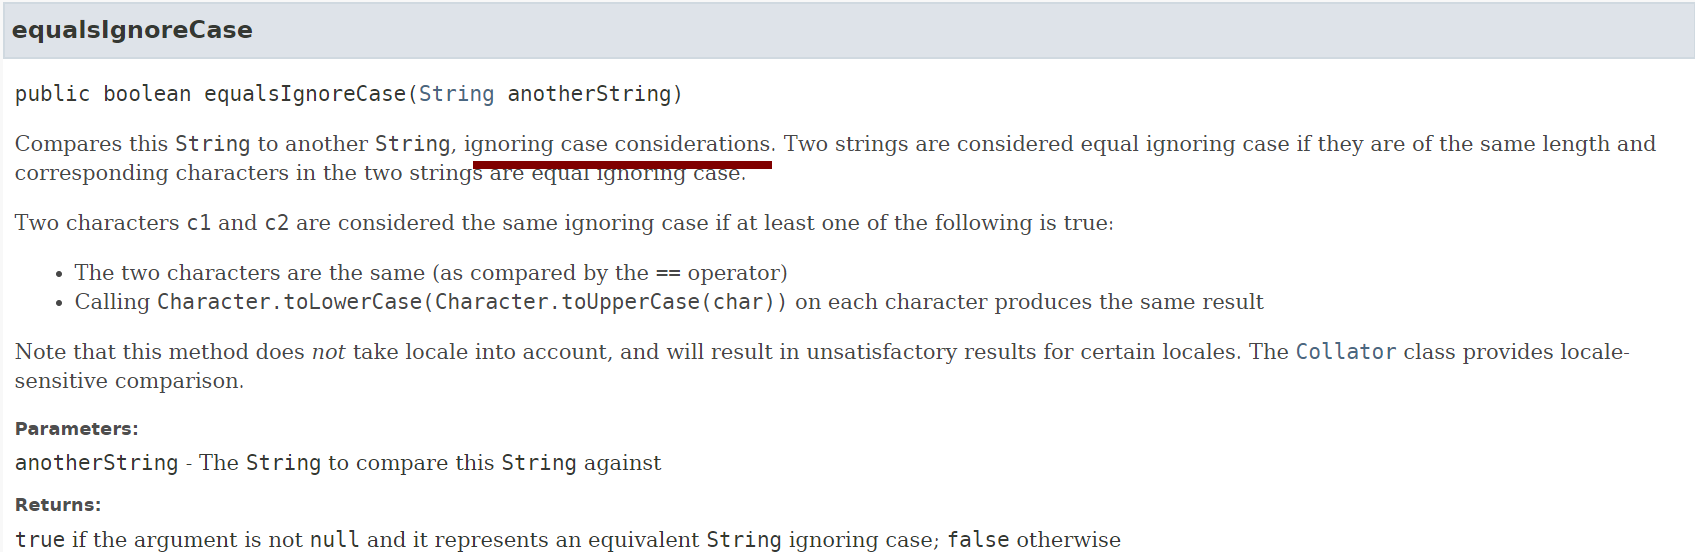 equalsIgnoreCase
public boolean equalsIgnoreCase(String anotherString)
Compares this String to another String, ignoring case considerations. Two strings are considered equal ignoring case if they are of the same length and
corresponding characters in the two strings are equal ignoring case.
Two characters c1 and c2 are considered the same ignoring case if at least one of the following is true:
• The two characters are the same (as compared by the == operator)
• Calling Character.toLowerCase(Character.toUpperCase(char)) on each character produces the same result
Note that this method does not take locale into account, and will result in unsatisfactory results for certain locales. The Collator class provides locale-
sensitive comparison.
Parameters:
anotherString - The String to compare this String against
Returns:
true if the argument is not null and it represents an equivalent String ignoring case; false otherwise